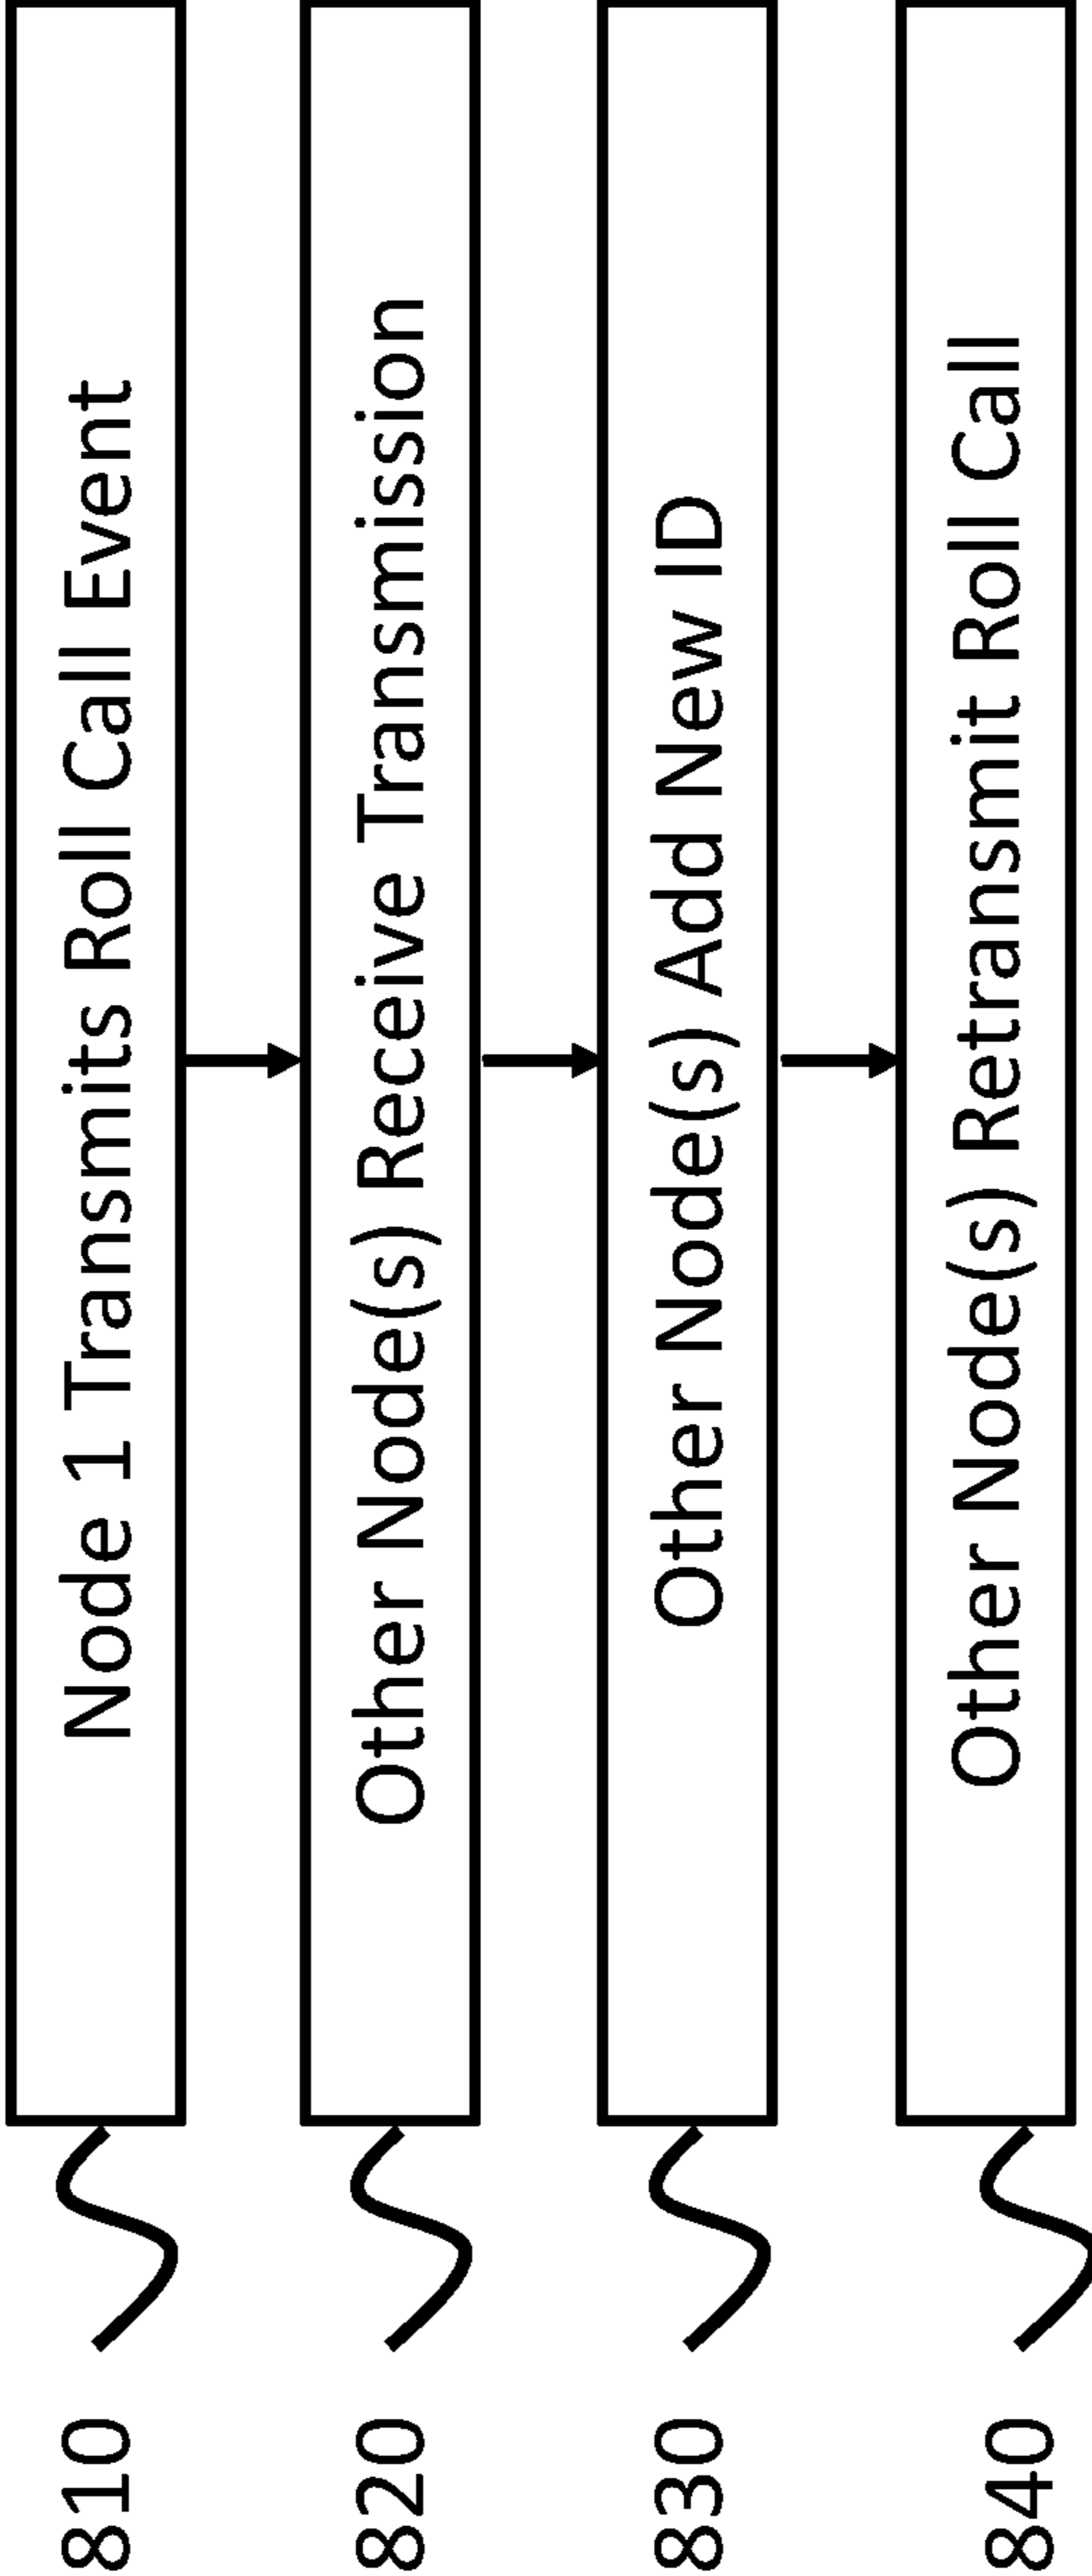 810
Node 1 Transmits Roll Call Event
820
Other Node(s) Receive Transmission
830
Other Node(s) Add New ID
840
Other Node(s) Retransmit Roll Call